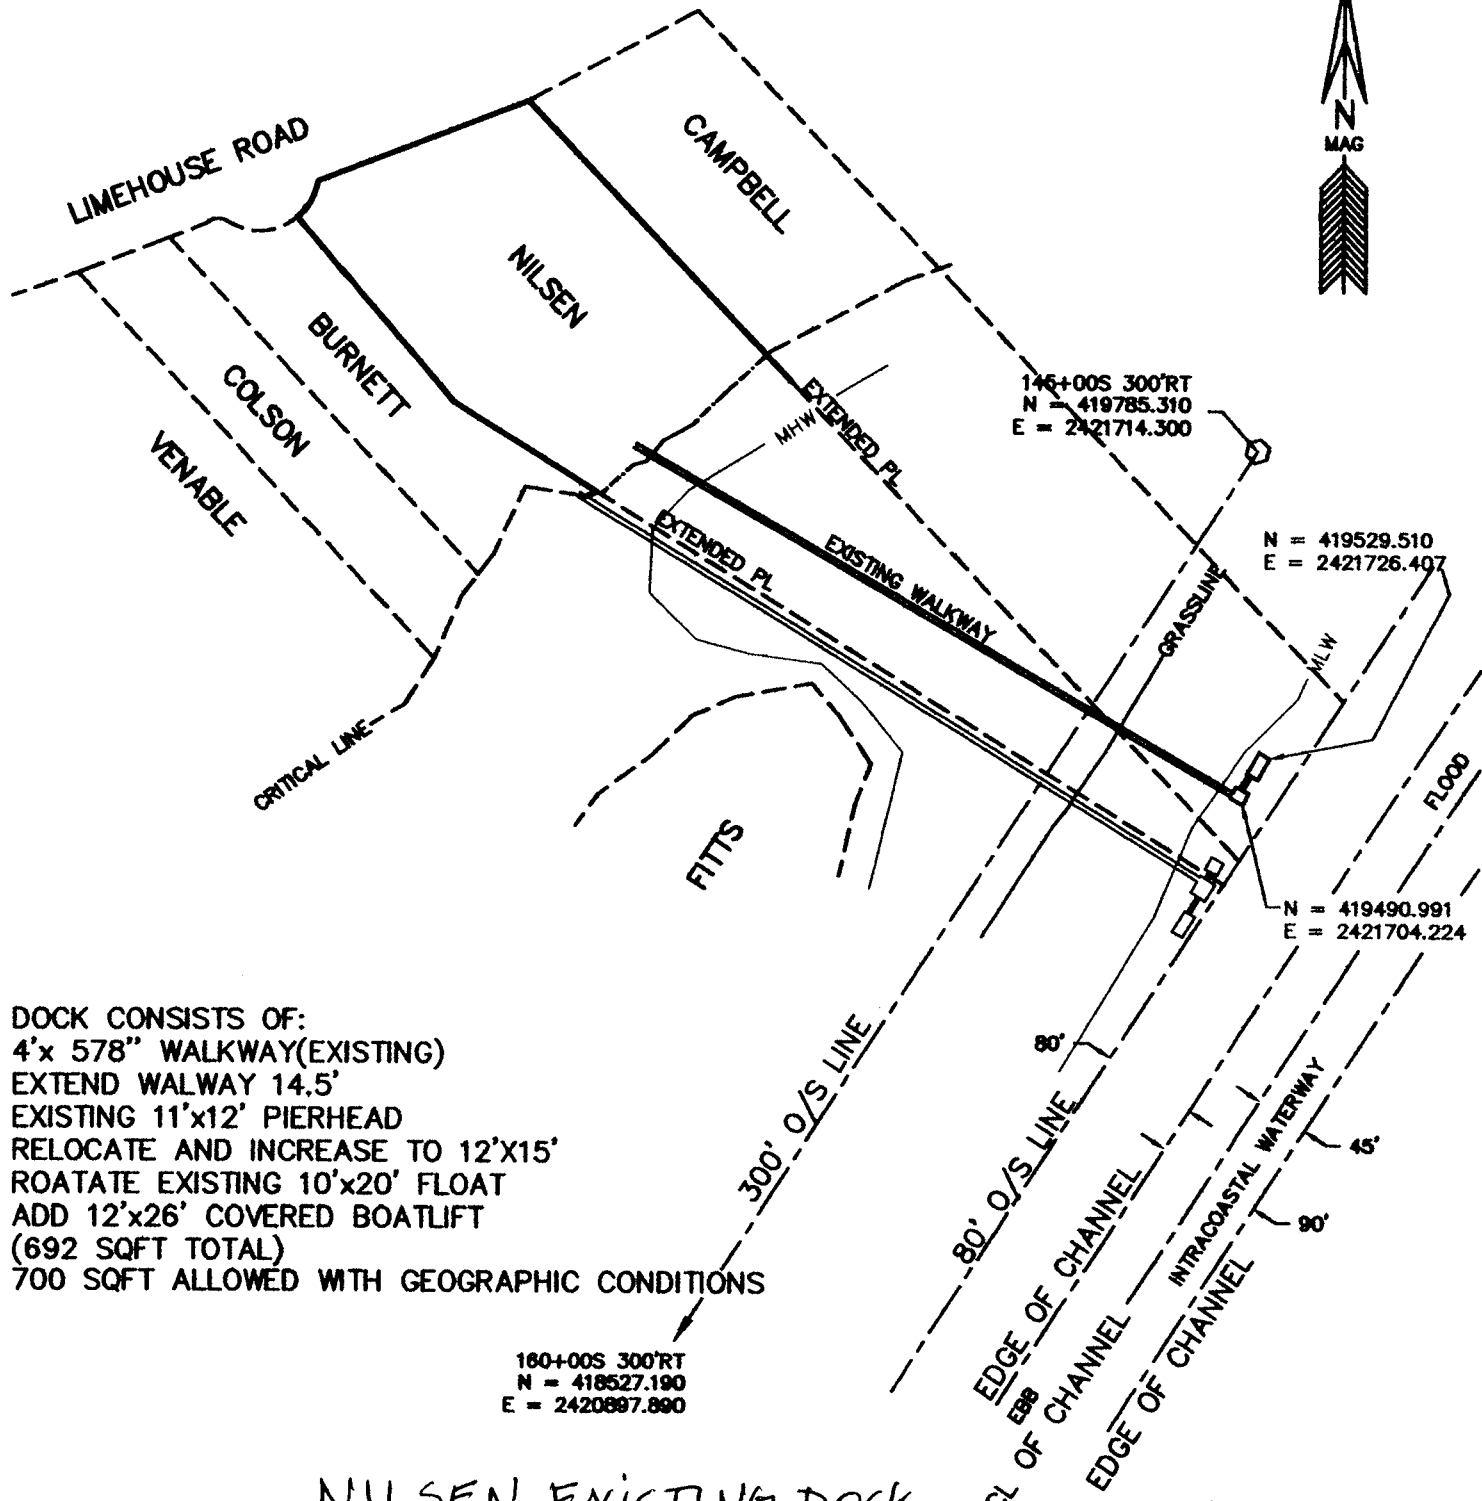 N
MAG
LIMEHOUSE ROAD
CAMPBELL
NILSEN
BURNETT
COLSON
VENABLE
EXTENDED PL
MHW
145+00S 300'RT
N = 419785.310
E = 2421714.300
N = 419529.510
E = 2421726.407
EXTENDED PL
EXISTING WALKWAY
GRASSLINE
MLW
CRITICAL LINE
FITTS
FLOOD
N = 419490.991
E = 2421704.224
DOCK CONSISTS OF:
4'x 578" WALKWAY(EXISTING)
EXTEND WALWAY 14.5'
EXISTING 11'x12' PIERHEAD
RELOCATE AND INCREASE TO 12'X15'
ROATATE EXISTING 10'x20' FLOAT
ADD 12'x26' COVERED BOATLIFT
(692 SQFT TOTAL)
700 SQFT ALLOWED WITH GEOGRAPHIC CONDITIONS
80'
300' O/S LINE
80' O/S LINE
EDGE OF CHANNEL
EBB
CL OF CHANNEL
INTRACOASTAL WATERWAY
EDGE OF CHANNEL
45'
90'
160+00S 300'RT
N = 418527.190
E = 2420897.890
NILSEN EXISTING DOCK